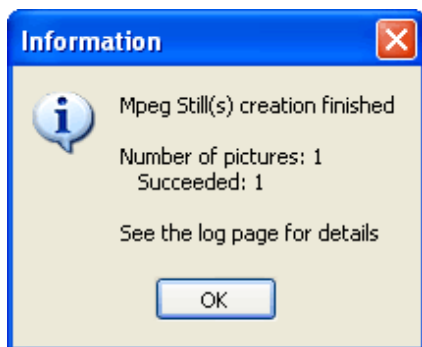 Information
Mpeg Still(s) creation finished
Number of pictures: 1
Succeeded: 1
See the log page for details
OK